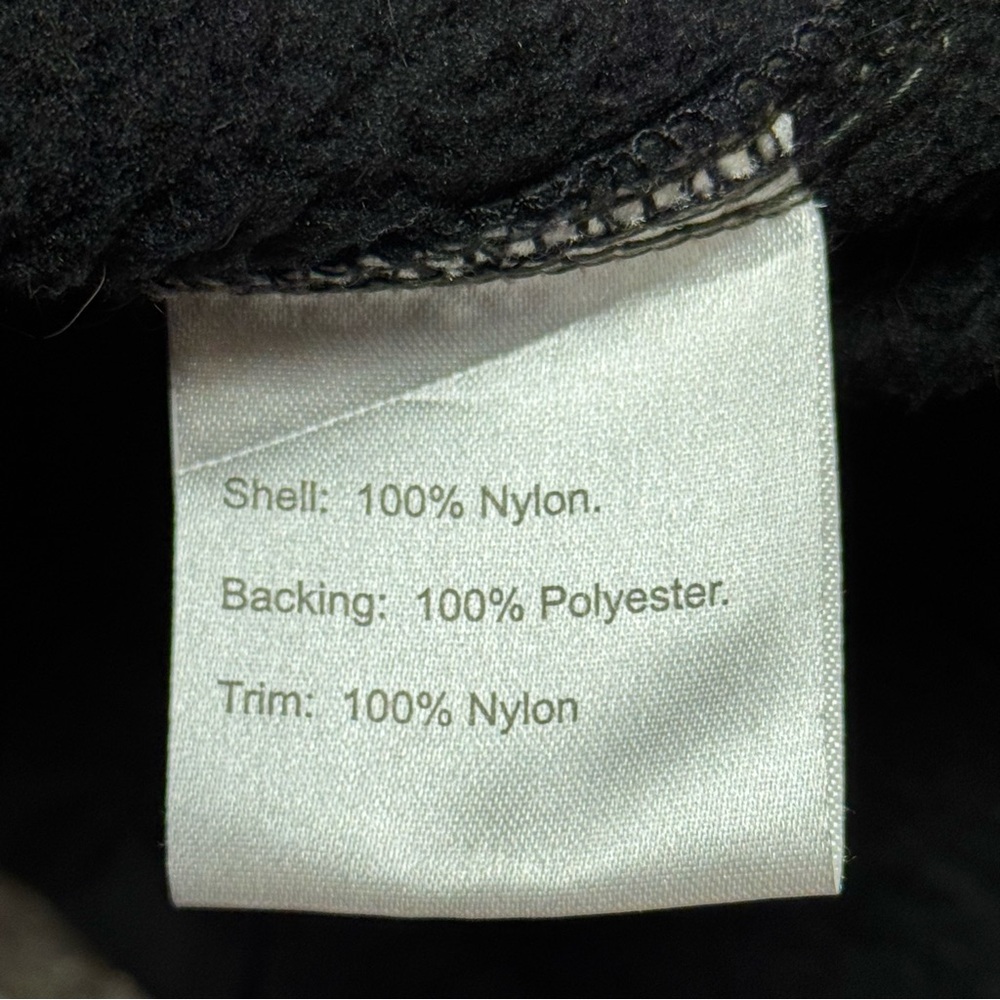 Shell: 100% Nylon.
Backing: 100% Polyester.
Trim: 100% Nylon